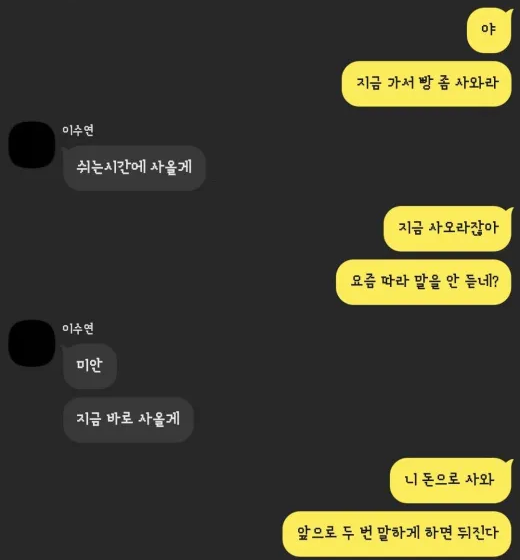 야
지금 가서 빵 좀 사와라
이수연
쉬는시간에 사올게
지금 사오라잖아
요즘 따라 말을 안 듣네?
이수연
미안
지금 바로 사올게
니 돈으로 사와
앞으로 두 번 말하게 하면 뒤진다